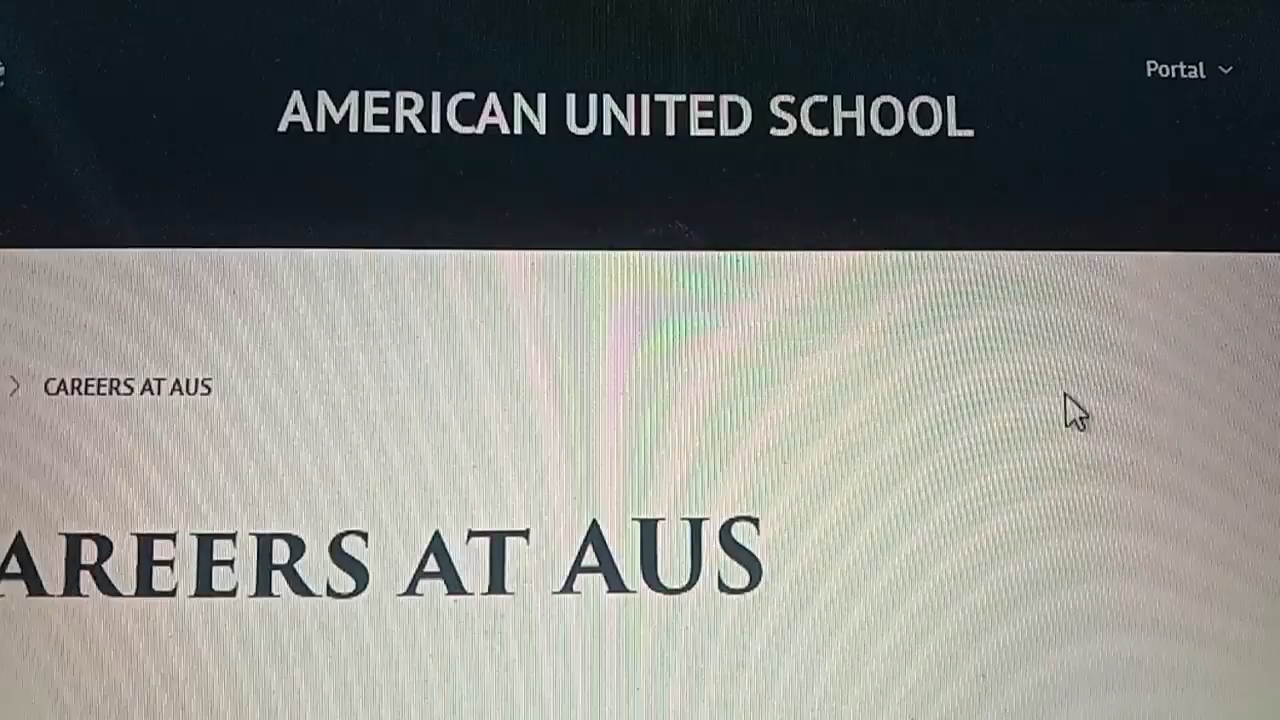 Portal
AMERICAN UNITED SCHOOL
CAREERS AT AUS
AREERS AT AUS